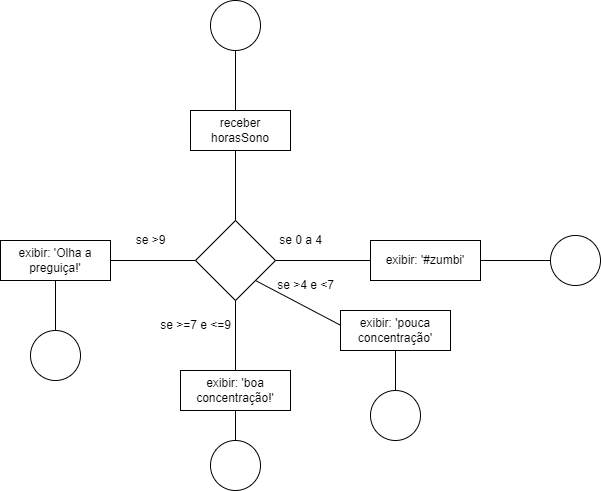 receber
horasSono
se >9
se 0 a 4
exibir: 'Olha a
preguiça!'
exibir: '#zumbi'
se >4 e <7
se >=7 e <=9
exibir: 'pouca
concentração'
exibir: 'boa
concentração!'